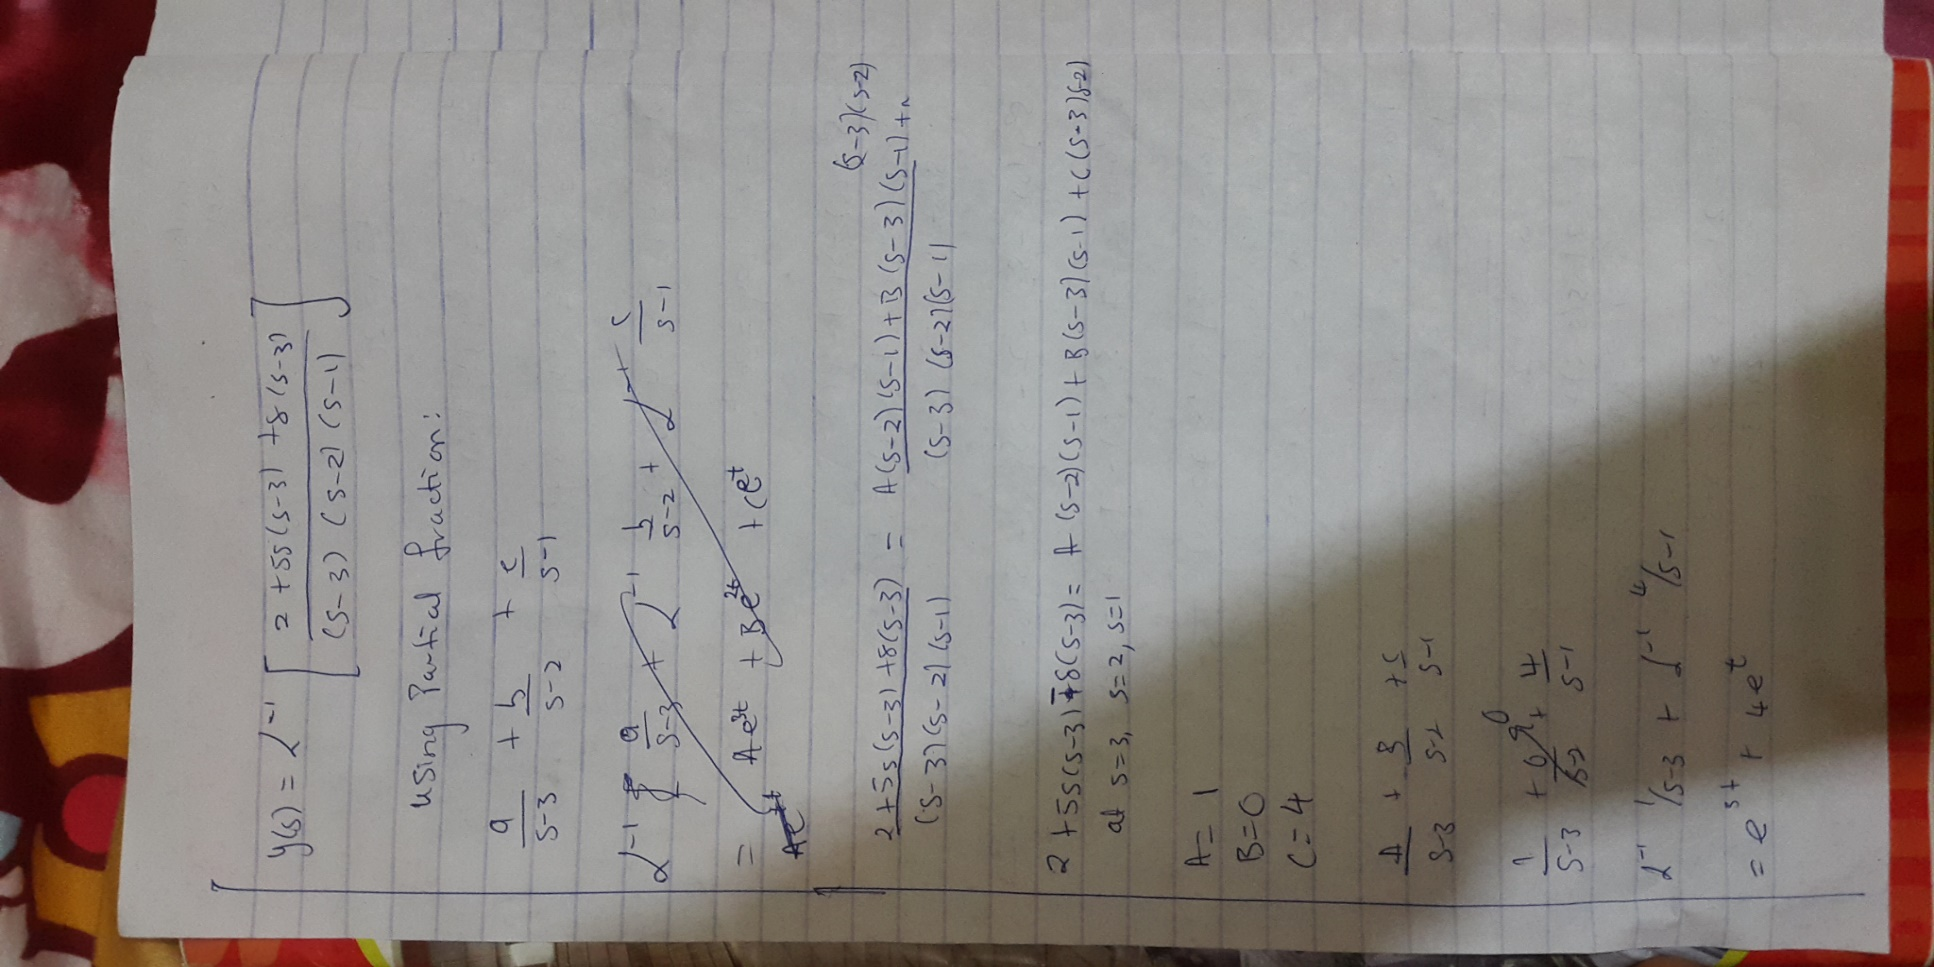 y(s) = L⁻¹ [ 2 + 5s(s-3) + 8(s-3) / (s-3)(s-2)(s-1) ]
using Partial fraction:
a/s-3 + b/s-2 + c/s-1
L⁻¹ a/s-3 + L⁻¹ b/s-2 + L⁻¹ c/s-1
= Ae³ᵗ + Be²ᵗ + Ceᵗ
2+5s(s-3)+8(s-3) / (s-3)(s-2)(s-1) = A(s-2)(s-1)+B(s-3)(s-1)+ (s-3)(s-2) / (s-3)(s-2)(s-1)
2+5s(s-3)-8(s-3) = A(s-2)(s-1)+B(s-3)(s-1)+C(s-3)(s-2)
at s=3, s=2, s=1
A=1
B=0
C=4
A/s-3 + B/s-2 + c/s-1
1/s-3 + 0/s-2 + 4/s-1
L⁻¹ 1/s-3 + L⁻¹ 4/s-1
= e³ᵗ + 4eᵗ